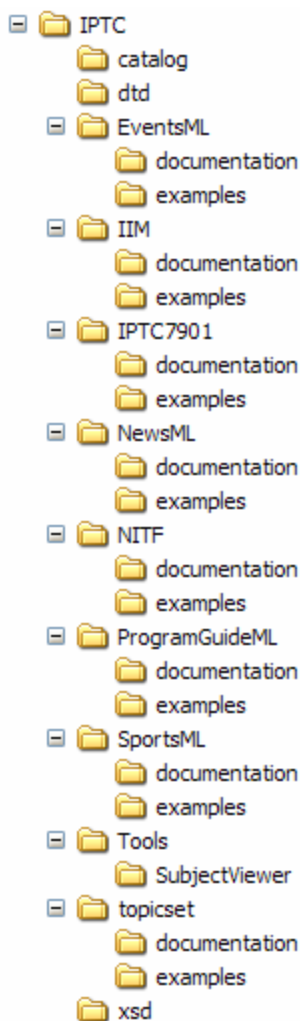 IPTC
catalog
dtd
EventsML
documentation
examples
IIM
documentation
examples
IPTC7901
documentation
examples
NewsML
documentation
examples
NITF
documentation
examples
ProgramGuideML
documentation
examples
SportsML
documentation
examples
Tools
SubjectViewer
topicset
documentation
examples
xsd